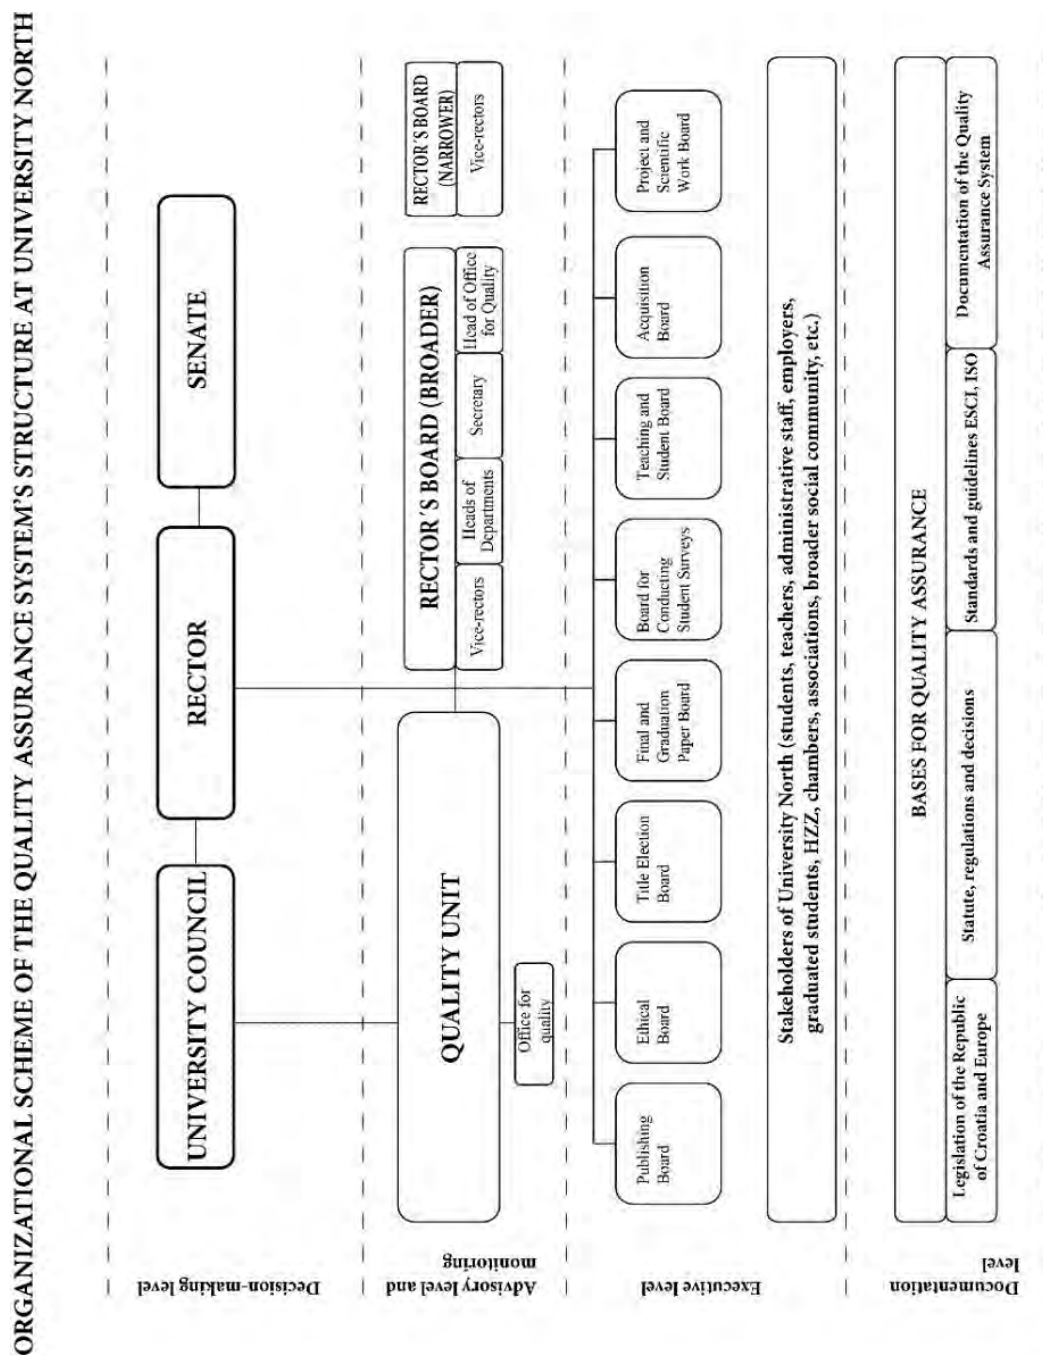 ORGANIZATIONAL SCHEME OF THE QUALITY ASSURANCE SYSTEM'S STRUCTURE AT UNIVERSITY NORTH
Decision-making level
UNIVERSITY COUNCIL
RECTOR
SENATE
Advisory level and
monitoring
QUALITY UNIT
Office for
quality
RECTOR´S BOARD (BROADER)
Vice-rectors
Heads of
Departments
Secretary
Head of Office
for Quality
RECTOR´S BOARD
(NARROWER)
Vice-rectors
Executive level
Publishing
Board
Ethical
Board
Title Election
Board
Final and
Graduation
Paper Board
Board for
Conducting
Student Surveys
Teaching and
Student Board
Acquisition
Board
Project and
Scientific
Work Board
Stakeholders of University North (students, teachers, administrative staff, employers,
graduated students, HZZ, chambers, associations, broader social community, etc.)
Documentation
level
BASES FOR QUALITY ASSURANCE
Legislation of the Republic
of Croatia and Europe
Statute, regulations and decisions
Standards and guidelines ESCI, ISO
Documentation of the Quality
Assurance System